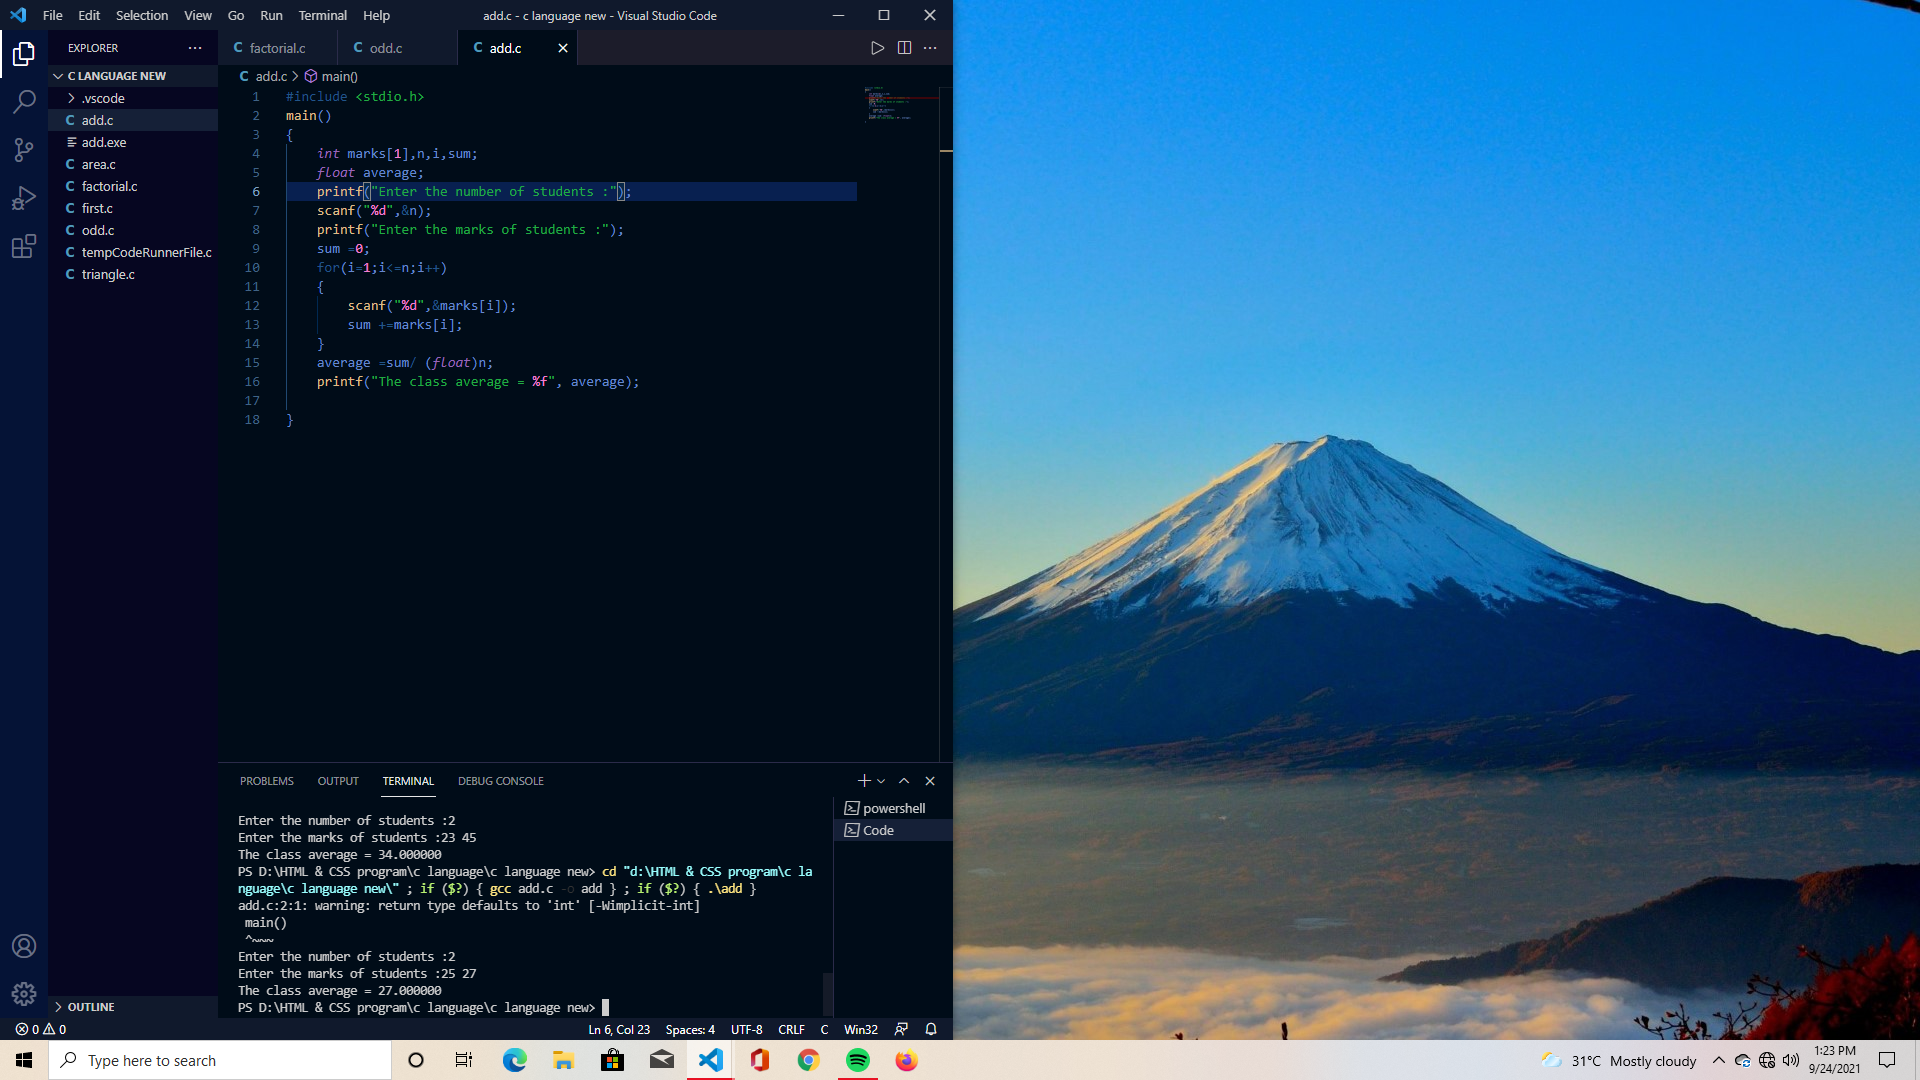 File Edit Selection View Go Run Terminal Help
add.c - c language new - Visual Studio Code
EXPLORER
C LANGUAGE NEW
.vscode
add.c
add.exe
area.c
factorial.c
first.c
odd.c
tempCodeRunnerFile.c
triangle.c
OUTLINE
factorial.c odd.c add.c
add.c > main()
1 #include <stdio.h>
2 main()
3 {
4 int marks[1],n,i,sum;
5 float average;
6 printf("Enter the number of students :");
7 scanf("%d",&n);
8 printf("Enter the marks of students :");
9 sum =0;
10 for(i=1;i<=n;i++)
11 {
12 scanf("%d",&marks[i]);
13 sum +=marks[i];
14 }
15 average =sum/ (float)n;
16 printf("The class average = %f", average);
17
18 }
PROBLEMS OUTPUT TERMINAL DEBUG CONSOLE
powershell
Code
Enter the number of students :2
Enter the marks of students :23 45
The class average = 34.000000
PS D:\HTML & CSS program\c language\c language new> cd "d:\HTML & CSS program\c la
nguage\c language new\" ; if ($?) { gcc add.c -o add } ; if ($?) { .\add }
add.c:2:1: warning: return type defaults to 'int' [-Wimplicit-int]
main()
^~~~
Enter the number of students :2
Enter the marks of students :25 27
The class average = 27.000000
PS D:\HTML & CSS program\c language\c language new>
0 0
Ln 6, Col 23 Spaces: 4 UTF-8 CRLF C Win32
Type here to search
31°C Mostly cloudy
1:23 PM
9/24/2021